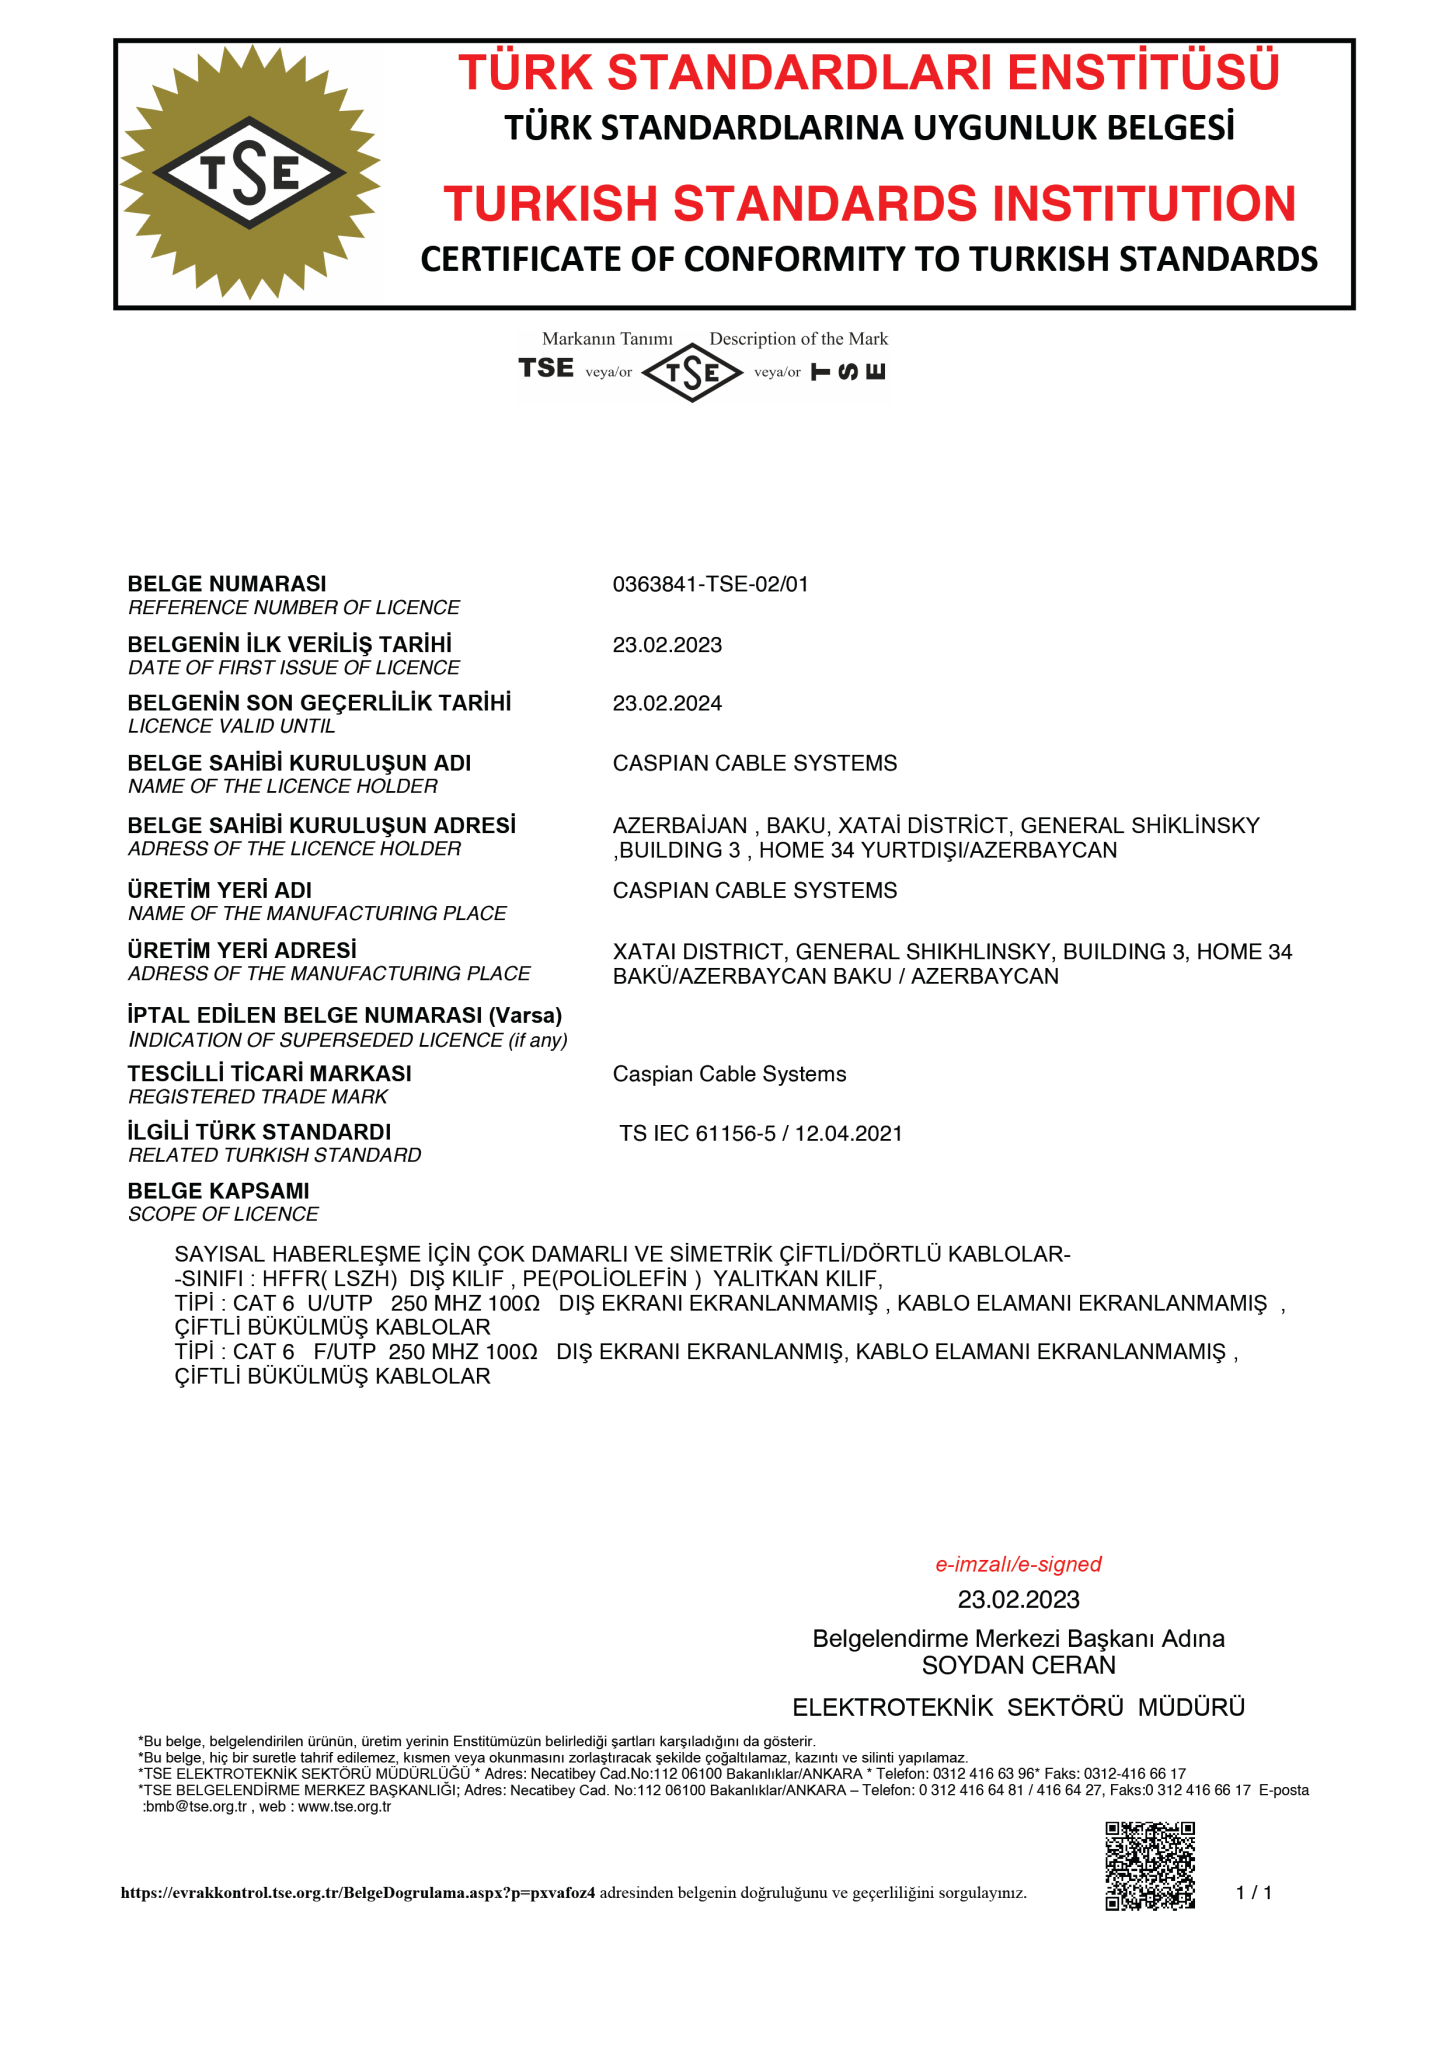 TSE
TÜRK STANDARDLARI ENSTİTÜSÜ
TÜRK STANDARDLARINA UYGUNLUK BELGESİ
TURKISH STANDARDS INSTITUTION
CERTIFICATE OF CONFORMITY TO TURKISH STANDARDS
Markanın Tanımı Description of the Mark
TSE veya/or TSE veya/or TSE
BELGE NUMARASI 0363841-TSE-02/01
REFERENCE NUMBER OF LICENCE
BELGENİN İLK VERİLİŞ TARİHİ 23.02.2023
DATE OF FIRST ISSUE OF LICENCE
BELGENİN SON GEÇERLİLİK TARİHİ 23.02.2024
LICENCE VALID UNTIL
BELGE SAHİBİ KURULUŞUN ADI CASPIAN CABLE SYSTEMS
NAME OF THE LICENCE HOLDER
BELGE SAHİBİ KURULUŞUN ADRESİ AZERBAİJAN , BAKU, XATAİ DİSTRİCT, GENERAL SHİKLİNSKY
ADRESS OF THE LICENCE HOLDER ,BUILDING 3 , HOME 34 YURTDIŞI/AZERBAYCAN
ÜRETİM YERİ ADI CASPIAN CABLE SYSTEMS
NAME OF THE MANUFACTURING PLACE
ÜRETİM YERİ ADRESİ XATAI DISTRICT, GENERAL SHIKHLINSKY, BUILDING 3, HOME 34
ADRESS OF THE MANUFACTURING PLACE BAKÜ/AZERBAYCAN BAKU / AZERBAYCAN
İPTAL EDİLEN BELGE NUMARASI (Varsa)
INDICATION OF SUPERSEDED LICENCE (if any)
TESCİLLİ TİCARİ MARKASI Caspian Cable Systems
REGISTERED TRADE MARK
İLGİLİ TÜRK STANDARDI TS IEC 61156-5 / 12.04.2021
RELATED TURKISH STANDARD
BELGE KAPSAMI
SCOPE OF LICENCE
SAYISAL HABERLEŞME İÇİN ÇOK DAMARLI VE SİMETRİK ÇİFTLİ/DÖRTLÜ KABLOLAR-
-SINIFI : HFFR( LSZH) DIŞ KILIF , PE(POLİOLEFİN ) YALITKAN KILIF,
TİPİ : CAT 6 U/UTP 250 MHZ 100Ω DIŞ EKRANI EKRANLANMAMIŞ , KABLO ELAMANI EKRANLANMAMIŞ ,
ÇİFTLİ BÜKÜLMÜŞ KABLOLAR
TİPİ : CAT 6 F/UTP 250 MHZ 100Ω DIŞ EKRANI EKRANLANMIŞ, KABLO ELAMANI EKRANLANMAMIŞ ,
ÇİFTLİ BÜKÜLMÜŞ KABLOLAR
e-imzalı/e-signed
23.02.2023
Belgelendirme Merkezi Başkanı Adına
SOYDAN CERAN
ELEKTROTEKNİK SEKTÖRÜ MÜDÜRÜ
*Bu belge, belgelendirilen ürünün, üretim yerinin Enstitümüzün belirlediği şartları karşıladığını da gösterir.
*Bu belge, hiç bir suretle tahrif edilemez, kısmen veya okunmasını zorlaştıracak şekilde çoğaltılamaz, kazıntı ve silinti yapılamaz.
*TSE ELEKTROTEKNİK SEKTÖRÜ MÜDÜRLÜĞÜ * Adres: Necatibey Cad.No:112 06100 Bakanlıklar/ANKARA * Telefon: 0312 416 63 96* Faks: 0312-416 66 17
*TSE BELGELENDİRME MERKEZ BAŞKANLIĞI; Adres: Necatibey Cad. No:112 06100 Bakanlıklar/ANKARA – Telefon: 0 312 416 64 81 / 416 64 27, Faks:0 312 416 66 17 E-posta
:bmb@tse.org.tr , web : www.tse.org.tr
https://evrakkontrol.tse.org.tr/BelgeDogrulama.aspx?p=pxvafoz4 adresinden belgenin doğruluğunu ve geçerliliğini sorgulayınız.
1 / 1